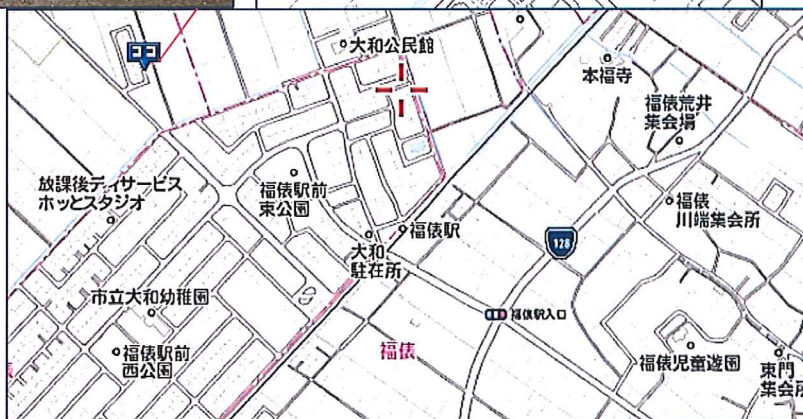 ココ
大和公民館
本福寺
福俵荒井
集会場
放課後デイサービス
ホッとスタジオ
福俵駅前
東公園
福俵
川端集会所
福俵駅
大和
駐在所
128
市立大和幼稚園
福俵駅入口
福俵駅前
西公園
福俵
福俵児童遊園
東門
集会所